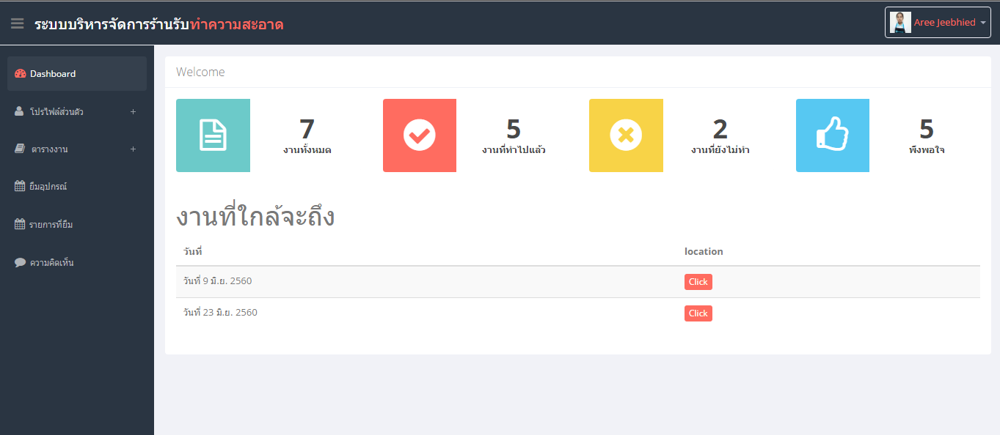 ระบบบริหารจัดการร้านรับทำความสะอาด
Aree Jeebhied
Dashboard
โปรไฟล์ส่วนตัว +
ตารางงาน +
ยืมอุปกรณ์
รายการที่ยืม
ความคิดเห็น
Welcome
7
งานทั้งหมด
5
งานที่ทำไปแล้ว
2
งานที่ยังไม่ทำ
5
พึงพอใจ
งานที่ใกล้จะถึง
วันที่ location
วันที่ 9 มิ.ย. 2560 Click
วันที่ 23 มิ.ย. 2560 Click